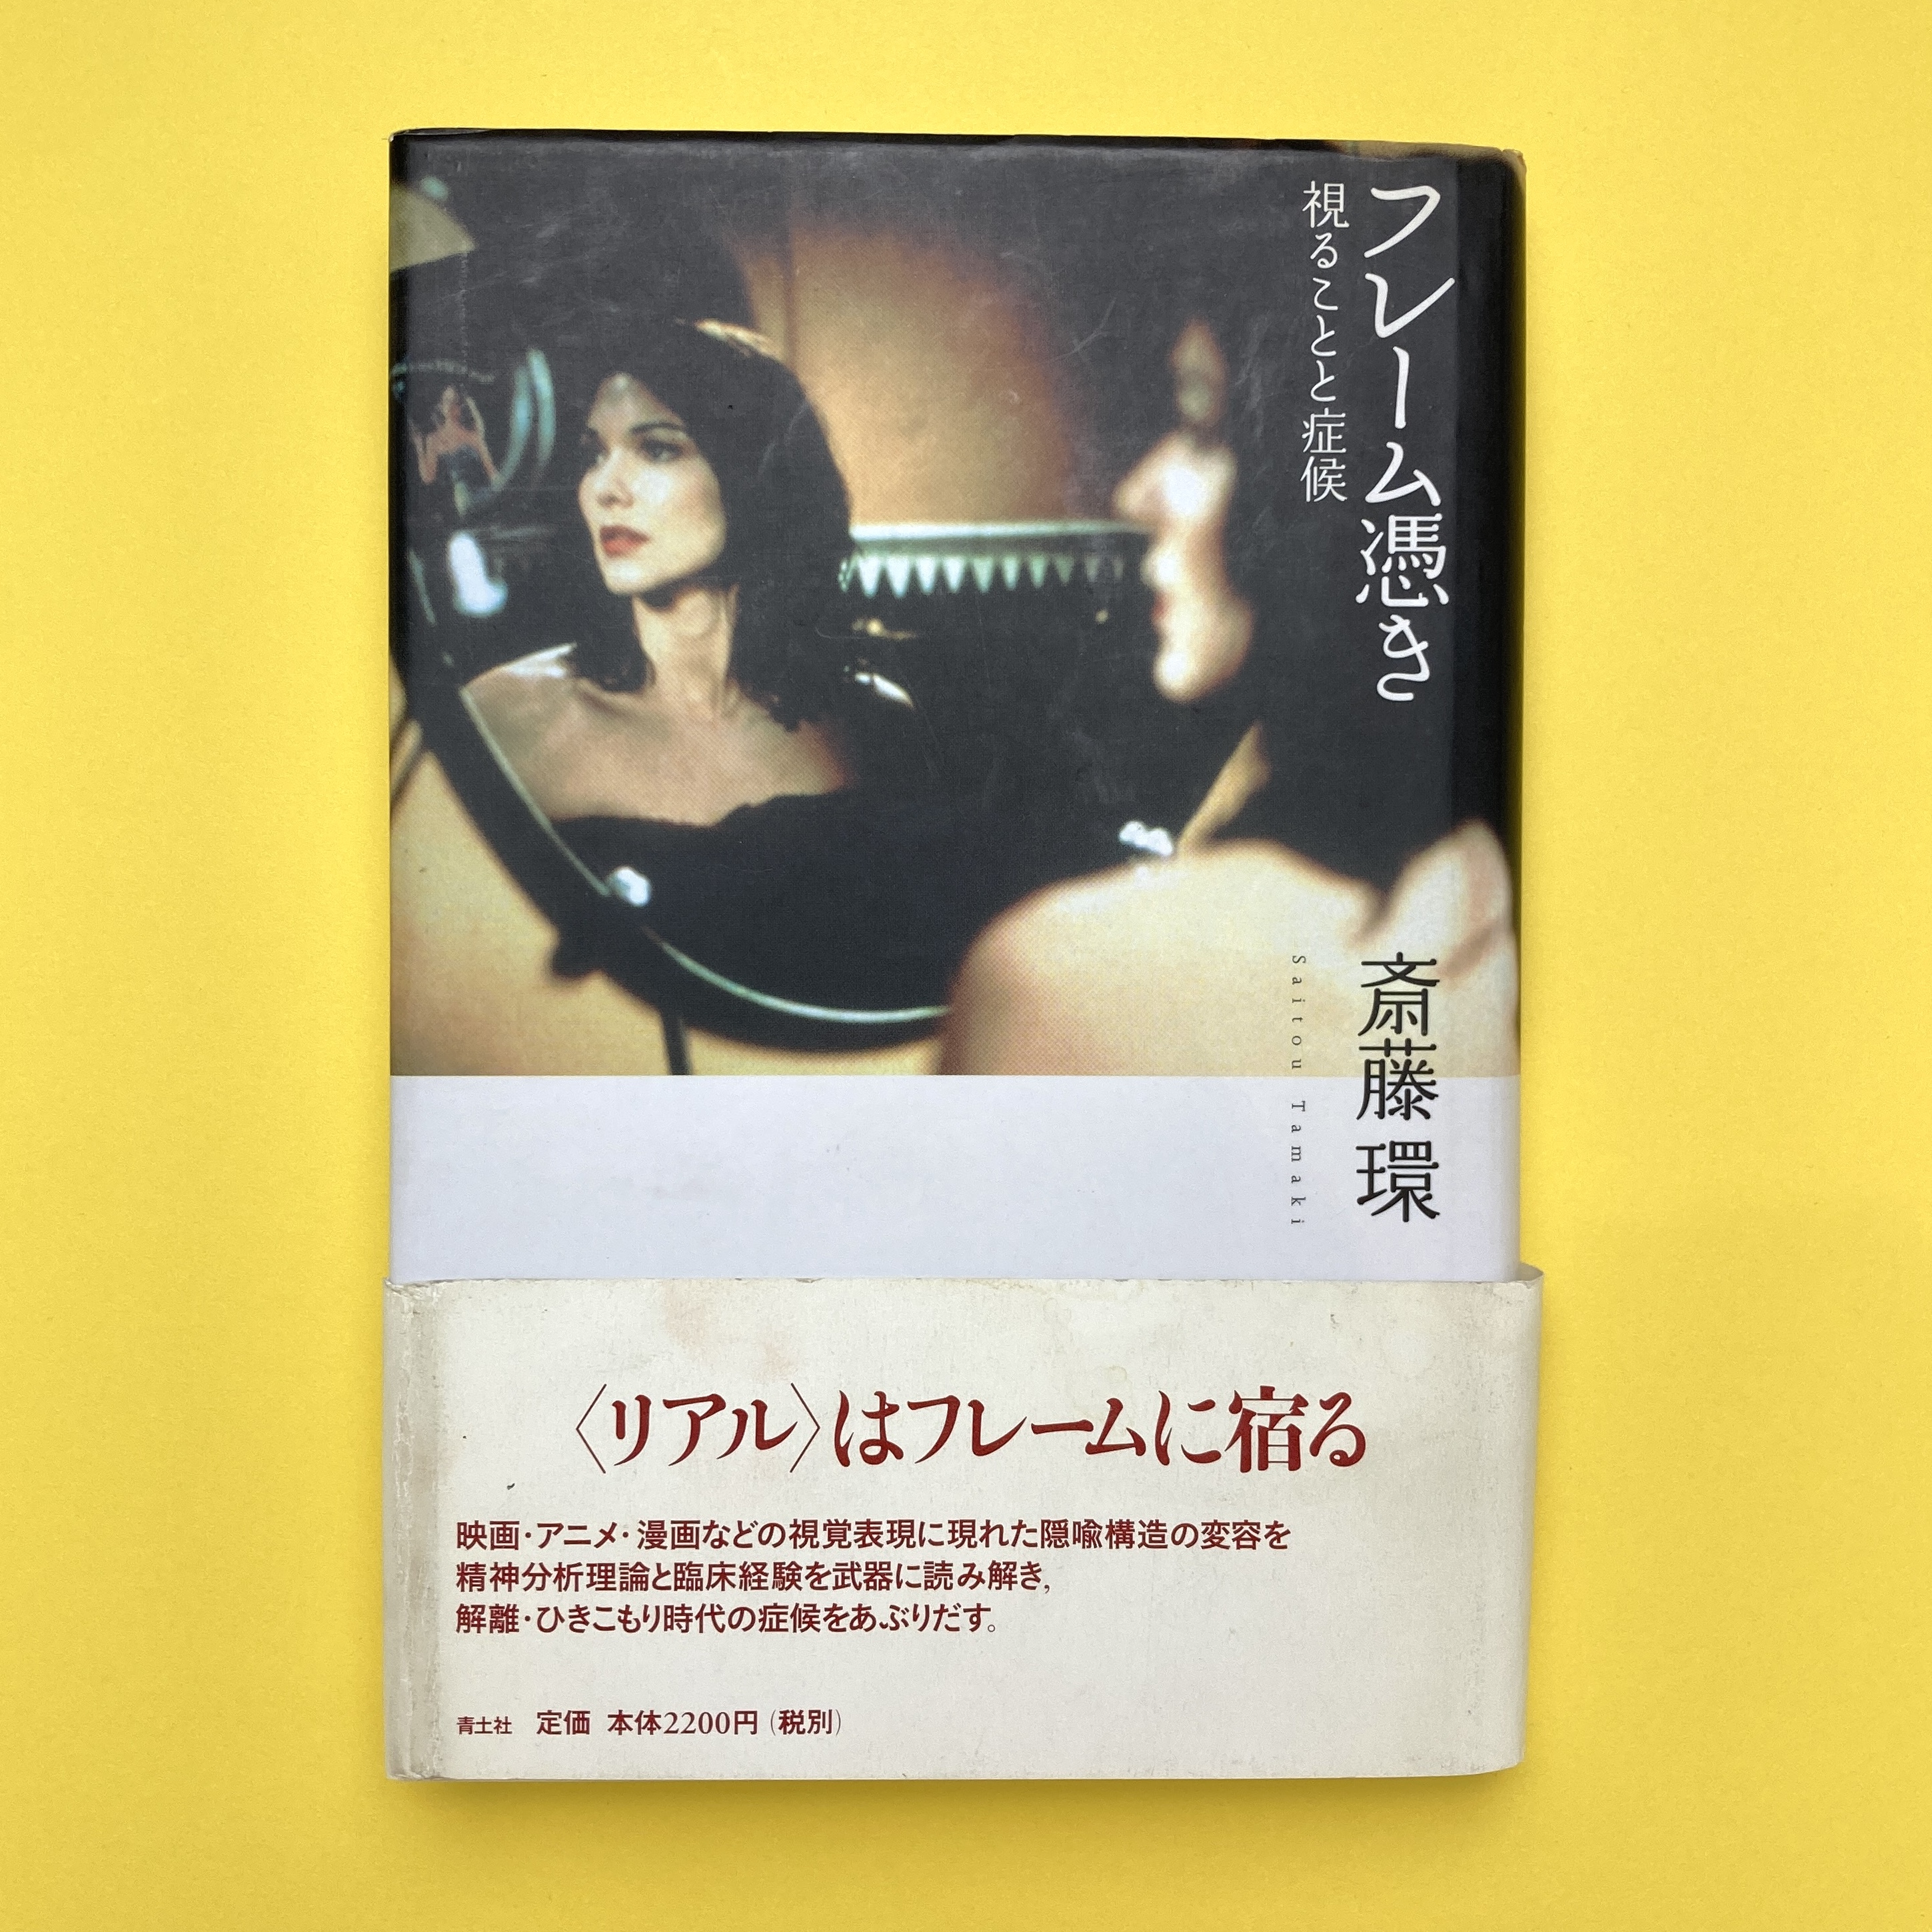 フレーム憑き
視ることと症候
斎藤 環
Saitou Tamaki
〈リアル〉はフレームに宿る
映画・アニメ・漫画などの視覚表現に現れた隠喩構造の変容を
精神分析理論と臨床経験を武器に読み解き,
解離・ひきこもり時代の症候をあぶりだす。
青土社 定価 本体2200円（税別）